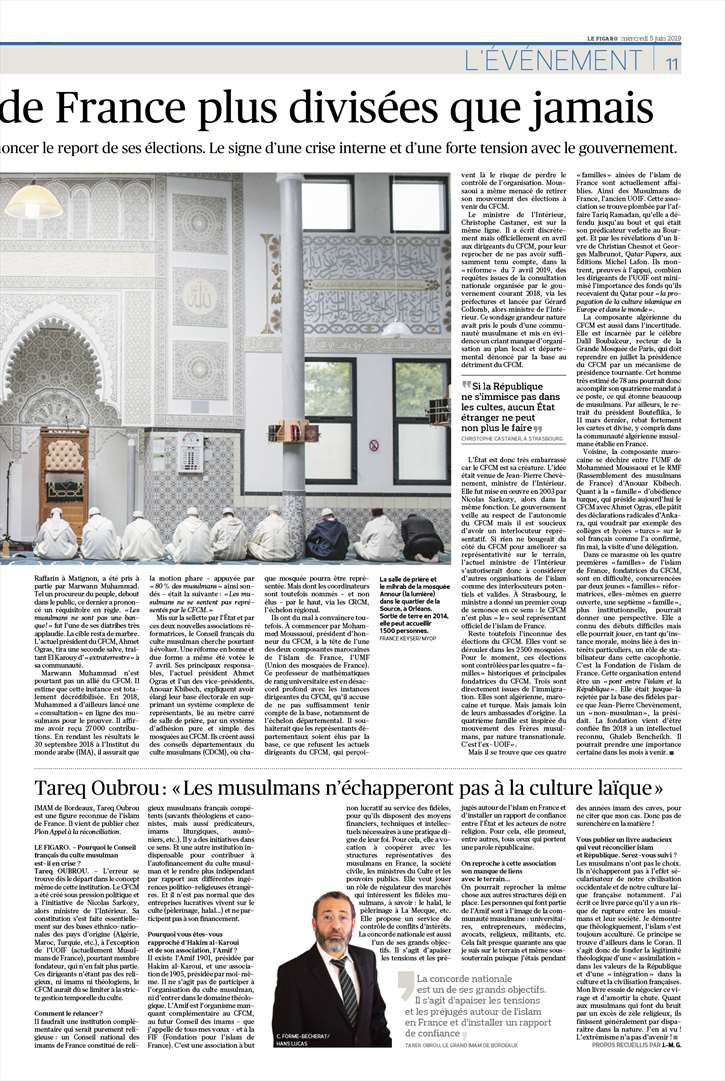 LE FIGARO mercredi 5 juin 2019
L'ÉVÉNEMENT 11
de France plus divisées que jamais
oncer le report de ses élections. Le signe d'une crise interne et d'une forte tension avec le gouvernement.
Raffarin à Matignon, a été pris à
partie par Marwann Muhammad.
Tel un procureur du peuple, debout
dans le public, ce dernier a prononcé
un réquisitoire en règle. «Les
musulmans ne sont pas une banque!»
fut l'une de ses diatribes très
applaudie. La cible resta de marbre.
L'actuel président du CFCM, Ahmet
Ogras, tira une seconde salve, traitant
El Karouy d'«extraterrestre» à
sa communauté.
Marwann Muhammad n'est
pourtant pas un allié du CFCM. Il
estime que cette instance est totalement
décrédibilisée. En 2018,
Muhammad a d'ailleurs lancé une
« consultation » en ligne des musulmans
pour le prouver. Il affirme
avoir reçu 27 000 contributions.
En rendant les résultats le
30 septembre 2018 à l'Institut du
monde arabe (IMA), il assurait que
la motion phare - appuyée par
« 80 % des musulmans » ainsi sondés
- était la suivante : « Les musulmans
ne se sentent pas représentés
par le CFCM. »
Mis sur la sellette par l'État et par
ces deux nouvelles associations réformatrices,
le Conseil français du
culte musulman cherche pourtant
à évoluer. Une réforme en bonne et
due forme a même été votée le
7 avril. Ses principaux responsables,
l'actuel président Ahmet
Ogras et l'un des vice-présidents,
Anouar Kbibech, expliquent avoir
élargi leur base électorale en supprimant
un système complexe de
représentants, lié au mètre carré
de salle de prière, par un système
d'adhésion pure et simple des
mosquées au CFCM. Ils créent aussi
des conseils départementaux du
culte musulman (CDCM), où chaque
mosquée pourra être représentée.
Mais dont les coordinateurs
sont toutefois nommés - et non
élus - par le haut, via les CRCM,
l'échelon régional.
Ils ont du mal à convaincre toutefois.
À commencer par Mohammed
Moussaoui, président d'honneur
du CFCM, à la tête de l'une
des deux composantes marocaines
de l'islam de France, l'UMF
(Union des mosquées de France).
Ce professeur de mathématiques
de rang universitaire est en désaccord
profond avec les instances
dirigeantes du CFCM, qu'il accuse
de ne pas suffisamment tenir
compte de la base, notamment de
l'échelon départemental. Il souhaiterait
que les représentants départementaux
soient élus par la
base, ce que refusent les actuels
dirigeants du CFCM, qui perçoi-
La salle de prière et
le mihrab de la mosquée
Annour (la lumière)
dans le quartier de la
Source, à Orléans.
Sortie de terre en 2014,
elle peut accueillir
1500 personnes.
FRANCE KEYSER/MYOP
vent là le risque de perdre le
contrôle de l'organisation. Moussaoui
a même menacé de retirer
son mouvement des élections à
venir du CFCM.
Le ministre de l'Intérieur,
Christophe Castaner, est sur la
même ligne. Il a écrit discrètement
mais officiellement en avril
aux dirigeants du CFCM, pour leur
reprocher de ne pas avoir suffisamment
tenu compte, dans la
« réforme » du 7 avril 2019, des
requêtes issues de la consultation
nationale organisée par le gouvernement
courant 2018, via les
préfectures et lancée par Gérard
Collomb, alors ministre de l'Intérieur.
Ce sondage grandeur nature
avait pris le pouls d'une communauté
musulmane et mis en évidence
un criant manque d'organisation
au plan local et départemental
dénoncé par la base au
détriment du CFCM.
Si la République
ne s'immisce pas dans
les cultes, aucun État
étranger ne peut
non plus le faire
CHRISTOPHE CASTANER, À STRASBOURG
L'État est donc très embarrassé
car le CFCM est sa créature. L'idée
était venue de Jean-Pierre Chevènement,
ministre de l'Intérieur.
Elle fut mise en œuvre en 2003 par
Nicolas Sarkozy, alors dans la
même fonction. Le gouvernement
veille au respect de l'autonomie
du CFCM mais il est soucieux
d'avoir un interlocuteur représentatif.
Si rien ne bougeait du
côté du CFCM pour améliorer sa
représentativité sur le terrain,
l'actuel ministre de l'Intérieur
s'autoriserait donc à considérer
d'autres organisations de l'islam
comme des interlocuteurs potentiels
et valides. À Strasbourg, le
ministre a donné un premier coup
de semonce en ce sens : le CFCM
n'est plus « le » seul représentant
officiel de l'islam de France.
Reste toutefois l'inconnue des
élections du CFCM. Elles vont se
dérouler dans les 2500 mosquées.
Pour le moment, ces élections
sont contrôlées par les quatre « familles »
historiques et principales
fondatrices du CFCM. Trois sont
directement issues de l'immigration.
Elles sont algérienne, marocaine
et turque. Mais jamais loin
de leurs ambassades d'origine. La
quatrième famille est inspirée du
mouvement des Frères musulmans,
par nature transnationale.
C'est l'ex-UOIF.
Mais il se trouve que ces quatre
« familles » aînées de l'islam de
France sont actuellement affaiblies.
Ainsi des Musulmans de
France, l'ancien UOIF. Cette association
se trouve plombée par l'affaire
Tariq Ramadan, qu'elle a défendu
jusqu'au bout et qui était
son prédicateur vedette au Bourget.
Et par les révélations d'un livre
de Christian Chesnot et Georges
Malbrunot, Qatar Papers, aux
Éditions Michel Lafon. Ils montrent,
preuves à l'appui, combien
les dirigeants de l'UOIF ont minimisé
l'importance des fonds qu'ils
recevaient du Qatar pour « la propagation
de la culture islamique en
Europe et dans le monde ».
La composante algérienne du
CFCM est aussi dans l'incertitude.
Elle est incarnée par le célèbre
Dalil Boubakeur, recteur de la
Grande Mosquée de Paris, qui doit
reprendre en juillet la présidence
du CFCM par un mécanisme de
présidence tournante. Cet homme
très estimé de 78 ans pourrait donc
accomplir son quatrième mandat à
ce poste, ce qui étonne beaucoup
de musulmans. Par ailleurs, le retrait
du président Bouteflika, le
11 mars dernier, rebat fortement
les cartes et divise, y compris dans
la communauté algérienne musulmane
établie en France.
Voisine, la composante marocaine
se déchire entre l'UMF de
Mohammed Moussaoui et le RMF
(Rassemblement des musulmans
de France) d'Anouar Kbibech.
Quant à la « famille » d'obédience
turque, qui préside aujourd'hui le
CFCM avec Ahmet Ogras, elle pâtit
des déclarations radicales d'Ankara,
qui voudrait par exemple des
collèges et lycées « turcs » sur le
sol français comme l'a confirmé,
fin mai, la visite d'une délégation.
Dans ce marasme où les quatre
premières « familles » de l'islam
de France, fondatrices du CFCM,
sont en difficulté, concurrencées
par deux jeunes « familles » réformatrices,
elles-mêmes en guerre
ouverte, une septième « famille »,
plus institutionnelle, pourrait
donner une perspective. Elle a
connu des débuts difficiles mais
elle pourrait jouer, en tant qu'instance
morale, moins liée à des intérêts
particuliers, un rôle de stabilisateur
dans cette cacophonie.
C'est la Fondation de l'islam de
France. Cette organisation entend
être un « pont entre l'islam et la
République ». Elle était jusque-là
rejetée par la base des fidèles parce
que Jean-Pierre Chevènement,
un « non-musulman », la présidait.
La fondation vient d'être
confiée fin 2018 à un intellectuel
reconnu, Ghaleb Bencheikh. Il
pourrait prendre une importance
certaine dans les mois à venir.
Tareq Oubrou : « Les musulmans n'échapperont pas à la culture laïque »
IMAM de Bordeaux, Tareq Oubrou
est une figure reconnue de l'islam
de France. Il vient de publier chez
Plon Appel à la réconciliation.
LE FIGARO. - Pourquoi le Conseil
français du culte musulman
est-il en crise ?
Tareq OUBROU. - L'erreur se
trouve dès le départ dans le concept
même de cette institution. Le CFCM
a été créé sous pression politique et
à l'initiative de Nicolas Sarkozy,
alors ministre de l'Intérieur. Sa
constitution s'est faite essentiellement
sur des bases ethnico-nationales
des pays d'origine (Algérie,
Maroc, Turquie, etc.), à l'exception
de l'UOIF (actuellement Musulmans
de France), pourtant membre
fondateur, qui n'en fait plus partie.
Ces dirigeants n'étant pas des religieux,
ni imams ni théologiens, le
CFCM aurait dû se limiter à la stricte
gestion temporelle du culte.
Comment le relancer ?
Il faudrait une institution complémentaire
qui serait purement religieuse :
un Conseil national des
imams de France constitué de religieux
musulmans français compétents
(savants théologiens et canonistes,
mais aussi prédicateurs,
imams liturgiques, aumôniers,
etc.). Il y a des initiatives dans
ce sens. Et une autre institution indispensable
pour contribuer à
l'autofinancement du culte musulman
et le rendre plus indépendant
par rapport aux différentes ingérences
politico-religieuses étrangères.
Et il n'est pas normal que des
entreprises lucratives vivent sur le
culte (pèlerinage, halal...) et ne participent
pas à son financement.
Pourquoi vous êtes-vous
rapproché d'Hakim al-Karoui
et de son association, l'Amif ?
Il existe l'Amif 1901, présidée par
Hakim al-Karoui, et une association
de 1905, présidée par moi-même.
Il ne s'agit pas de participer à
l'organisation du culte musulman,
ni d'entrer dans le domaine théologique.
L'Amif est l'organisme manquant
complémentaire au CFCM,
au futur Conseil des imams - que
j'appelle de tous mes vœux - et à la
FIF (Fondation pour l'islam de
France). C'est une association à but
non lucratif au service des fidèles,
pour qu'ils disposent des moyens
financiers, techniques et intellectuels
nécessaires à une pratique digne
de leur foi. Pour cela, elle a vocation
à coopérer avec les
structures représentatives des
musulmans en France, la société
civile, les ministres du Culte et les
pouvoirs publics. Elle veut jouer
un rôle de régulateur des marchés
qui intéressent les fidèles musulmans,
à savoir : le halal, le
pèlerinage à La Mecque, etc.
Elle propose un service de
contrôle de conflits d'intérêts.
La concorde nationale est aussi
l'un de ses grands objectifs.
Il s'agit d'apaiser
les tensions et les pré-
jugés autour de l'islam en France et
d'installer un rapport de confiance
entre l'État et les acteurs de notre
religion. Pour cela, elle promeut,
entre autres, tous ceux qui portent
une parole républicaine.
On reproche à cette association
son manque de liens
avec le terrain...
On pourrait reprocher la même
chose aux autres structures déjà en
place. Les personnes qui font partie
de l'Amif sont à l'image de la communauté
musulmane : universitaires,
entrepreneurs, médecins,
avocats, religieux, militants, etc.
Cela fait presque quarante ans que
je suis sur le terrain et même sous-
souterrain puisque j'étais pendant
des années imam des caves, pour
ne citer que mon cas. Donc pas de
surenchère en la matière !
Vous publiez un livre audacieux
qui veut réconcilier islam
et République. Serez-vous suivi ?
Les musulmans n'ont pas le choix.
Ils n'échapperont pas à l'effet sécularisateur
de notre civilisation
occidentale et de notre culture laïque
française notamment. J'ai
écrit ce livre parce qu'il y a un risque
de rupture entre les musulmans
et leur société. Je démontre
que théologiquement, l'islam s'est
toujours acculturé. Ce principe se
trouve d'ailleurs dans le Coran. Il
s'agit donc de fonder la légitimité
théologique d'une « assimilation »
dans les valeurs de la République
et d'une « intégration » dans la
culture et la civilisation françaises.
Mon livre essaie de négocier ce virage
et d'amortir la chute. Quant
aux musulmans qui font du bruit
par un excès de zèle religieux, ils
finissent généralement par disparaître
dans la nature. J'en ai vu !
L'extrémisme n'a pas d'avenir !
PROPOS RECUEILLIS PAR J.-M. G.
C. FORME-BECHERAT/
HANS LUCAS
La concorde nationale
est un de ses grands objectifs.
Il s'agit d'apaiser les tensions
et les préjugés autour de l'islam
en France et d'installer un rapport
de confiance
TAREK OBROU, LE GRAND IMAM DE BORDEAUX